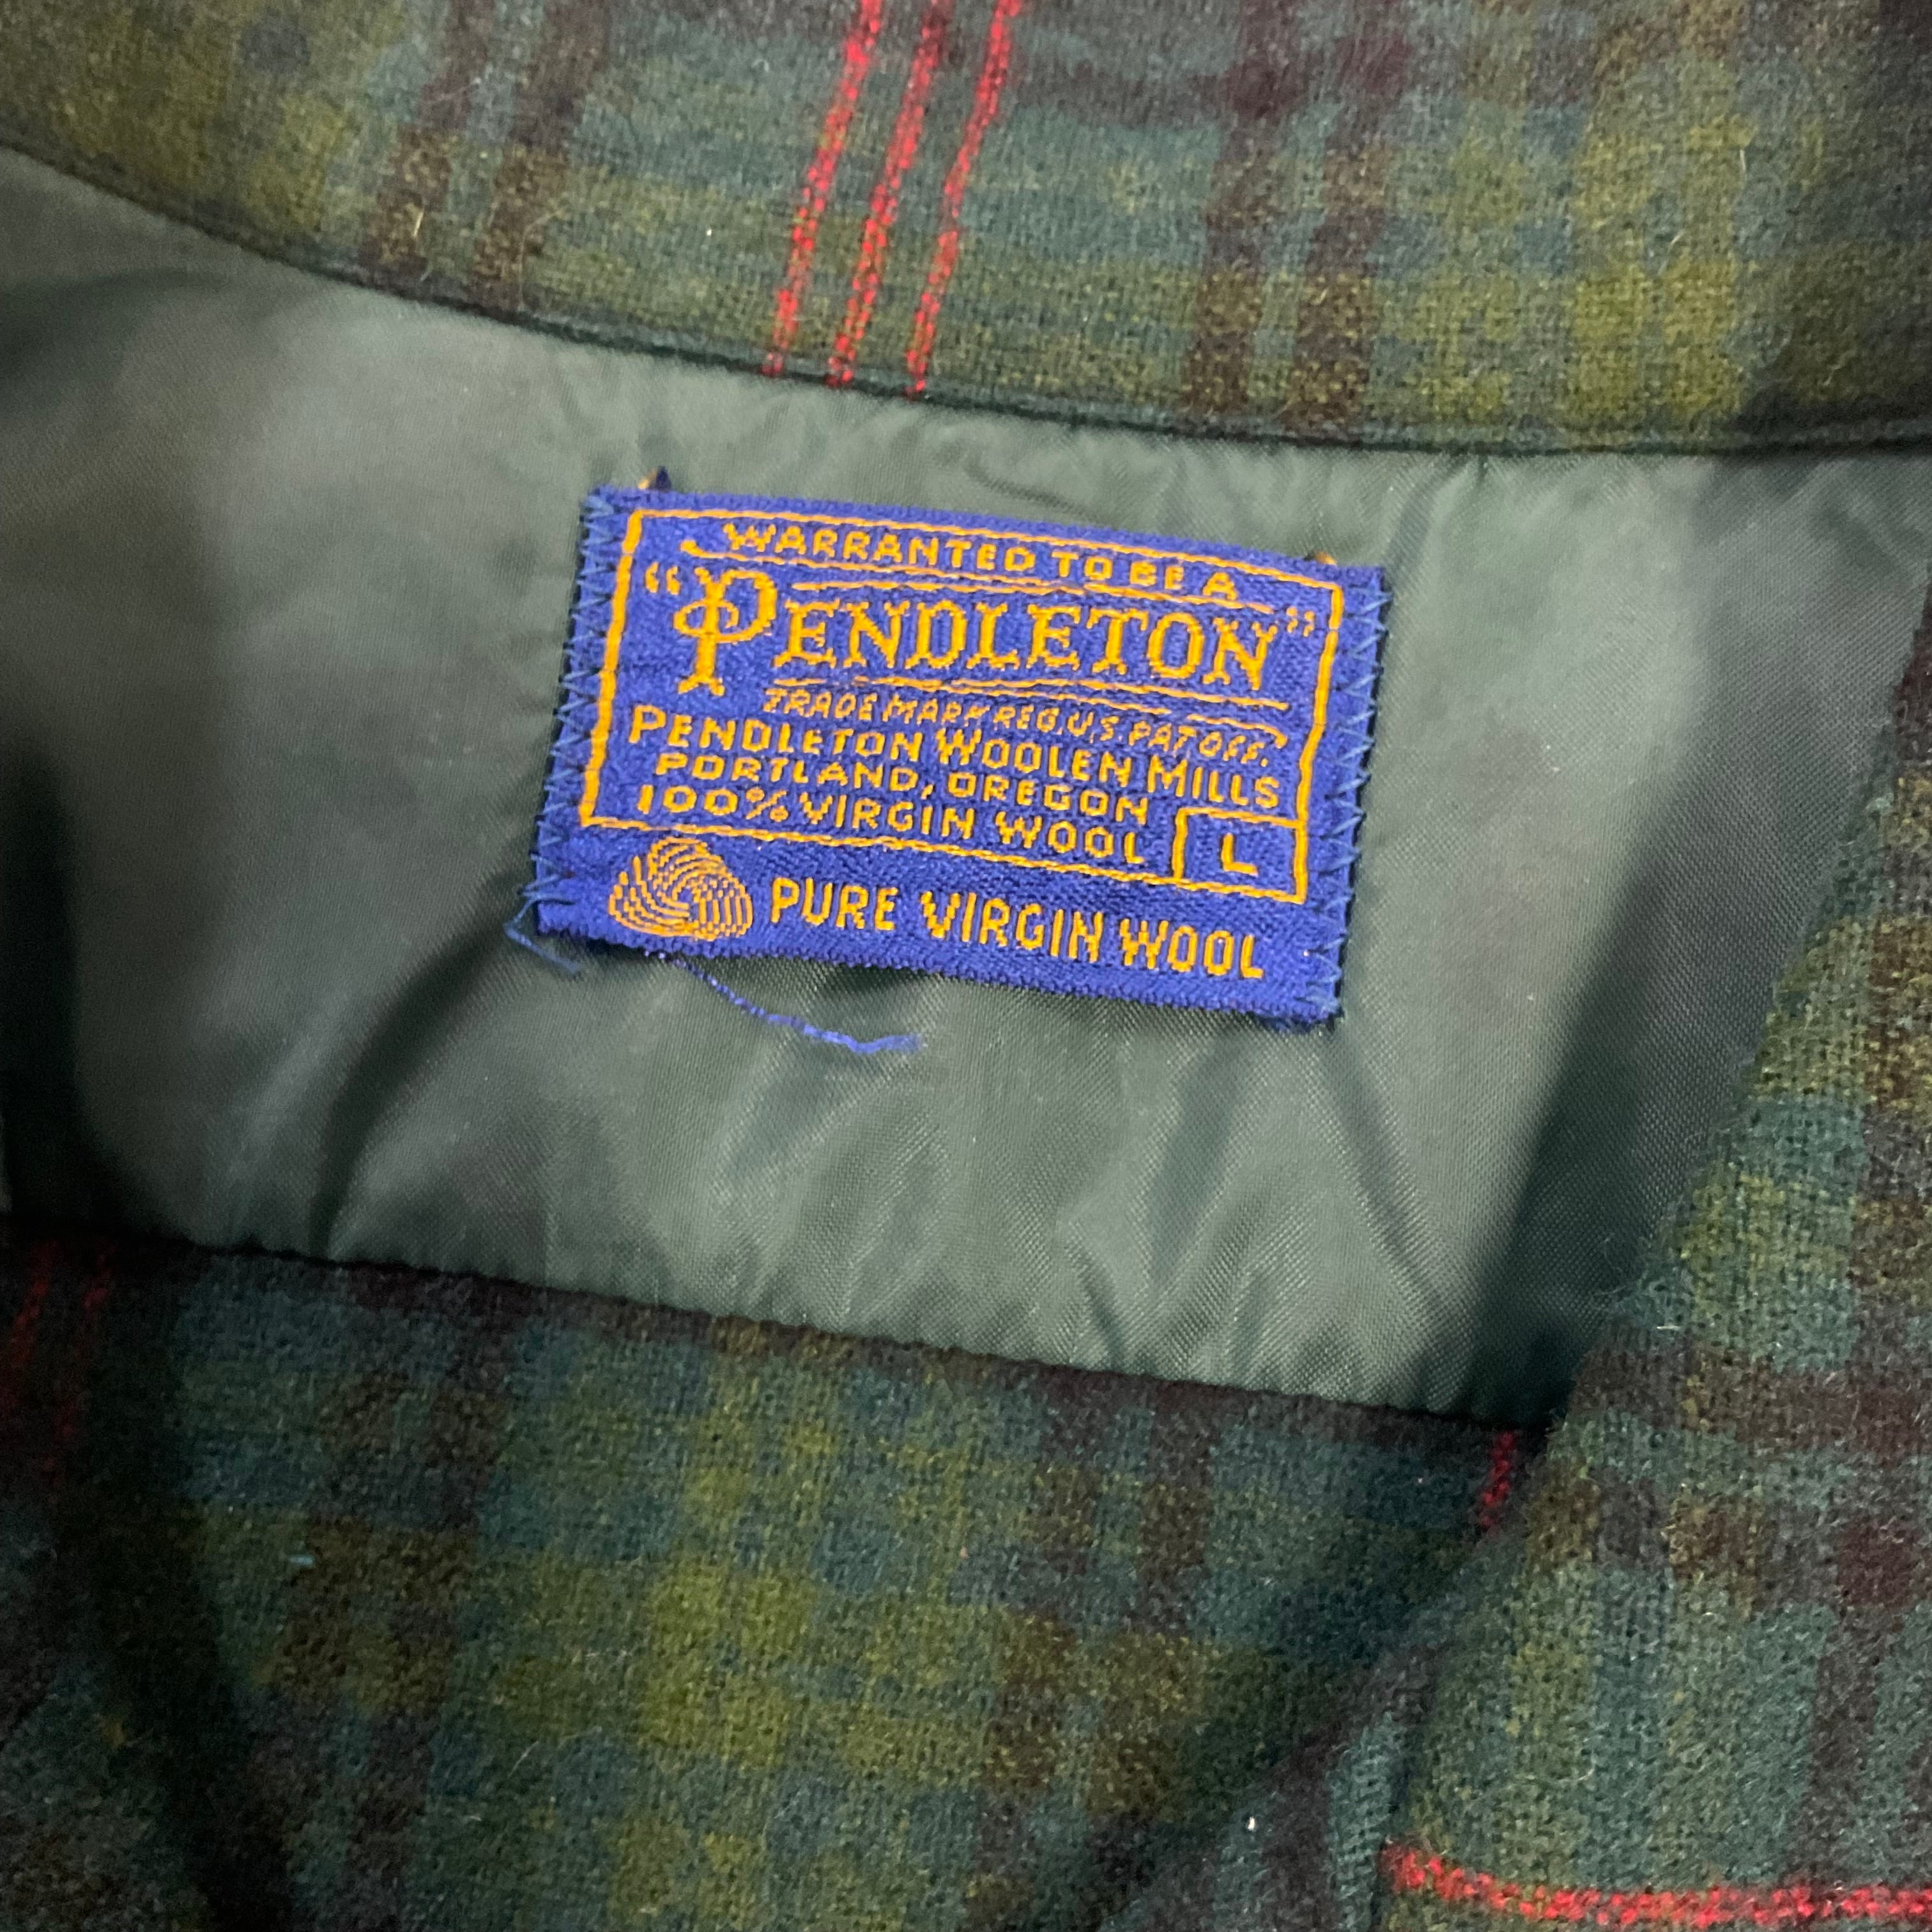 WARRANTED TO BE A
"PENDLETON"
TRADE MARK REG.U.S.PAT OFF.
PENDLETON WOOLEN MILLS
PORTLAND, OREGON
100% VIRGIN WOOL L
PURE VIRGIN WOOL